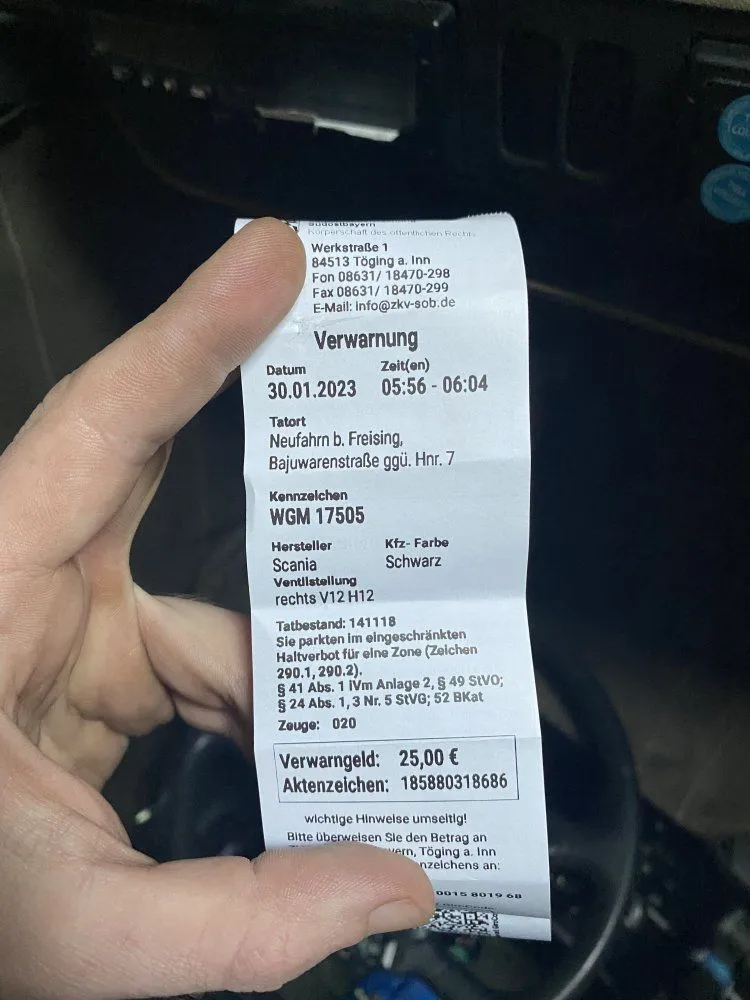 Südostbayern
Körperschaft des öffentlichen Rechts
Werkstraße 1
84513 Töging a. Inn
Fon 08631/ 18470-298
Fax 08631/ 18470-299
E-Mail: info@zkv-sob.de
Verwarnung
Datum Zeit(en)
30.01.2023 05:56 - 06:04
Tatort
Neufahrn b. Freising,
Bajuwarenstraße ggü. Hnr. 7
Kennzeichen
WGM 17505
Hersteller Kfz- Farbe
Scania Schwarz
Ventilstellung
rechts V12 H12
Tatbestand: 141118
Sie parkten im eingeschränkten
Haltverbot für eine Zone (Zeichen
290.1, 290.2).
§ 41 Abs. 1 iVm Anlage 2, § 49 StVO;
§ 24 Abs. 1, 3 Nr. 5 StVG; 52 BKat
Zeuge: 020
Verwarngeld: 25,00 €
Aktenzeichen: 185880318686
wichtige Hinweise umseitig!
Bitte überweisen Sie den Betrag an
Töging a. Inn
an:
0015 8019 68